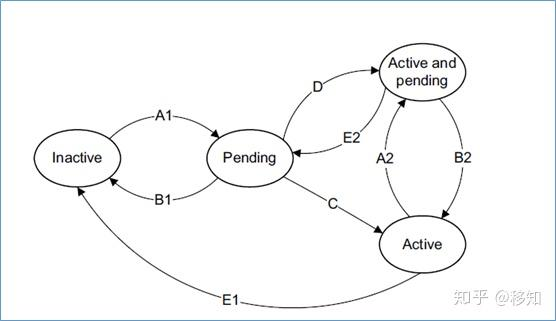 Active and
pending
D
A1
E2
Inactive
Pending
A2
B2
B1
C
Active
E1
知乎 @移知